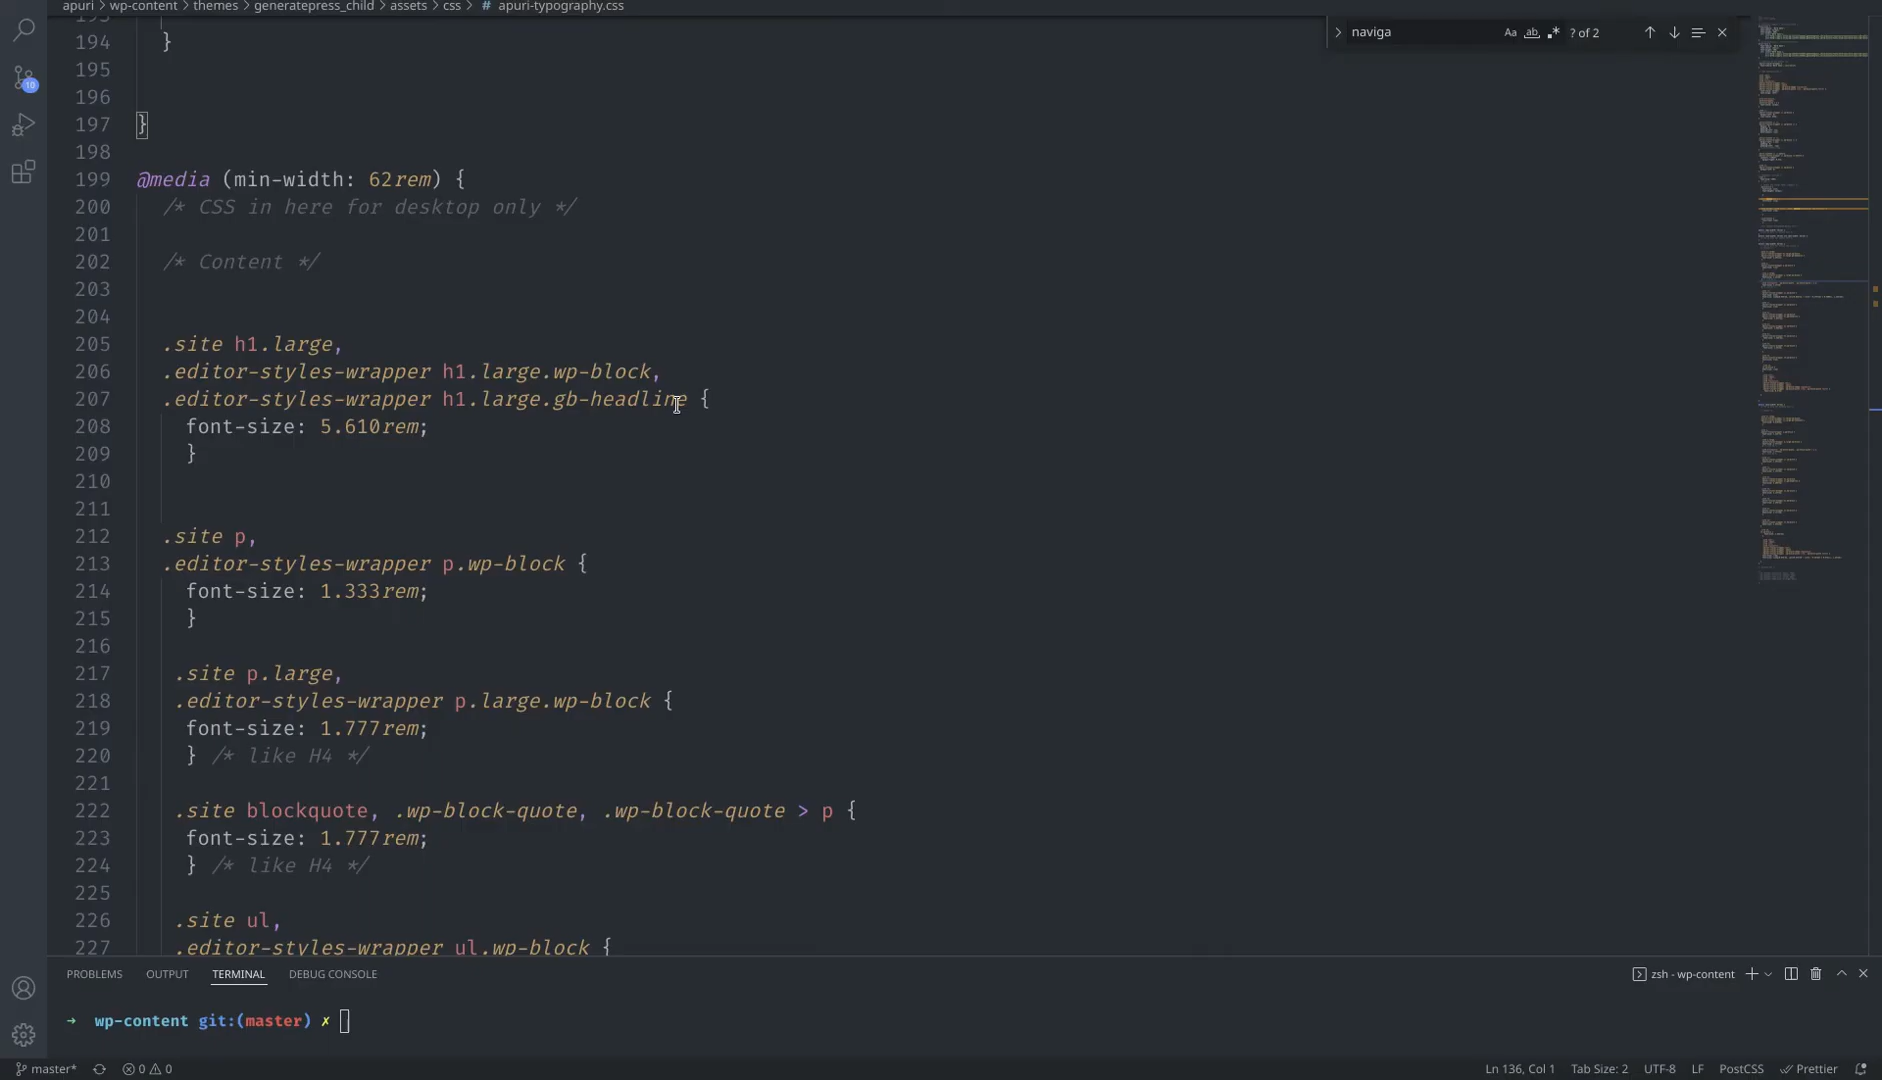 apuri › wp-content › themes › generatepress_child › assets › css › # apuri-typography.css
naviga Aa ab .* ? of 2
194 }
195
196
197 }
198
199 @media (min-width: 62rem) {
200 /* CSS in here for desktop only */
201
202 /* Content */
203
204
205 .site h1.large,
206 .editor-styles-wrapper h1.large.wp-block,
207 .editor-styles-wrapper h1.large.gb-headline {
208 font-size: 5.610rem;
209 }
210
211
212 .site p,
213 .editor-styles-wrapper p.wp-block {
214 font-size: 1.333rem;
215 }
216
217 .site p.large,
218 .editor-styles-wrapper p.large.wp-block {
219 font-size: 1.777rem;
220 } /* like H4 */
221
222 .site blockquote, .wp-block-quote, .wp-block-quote > p {
223 font-size: 1.777rem;
224 } /* like H4 */
225
226 .site ul,
227 .editor-styles-wrapper ul.wp-block {
10
PROBLEMS OUTPUT TERMINAL DEBUG CONSOLE zsh - wp-content
→ wp-content git:(master) ✗
master* 0 0 Ln 136, Col 1 Tab Size: 2 UTF-8 LF PostCSS Prettier